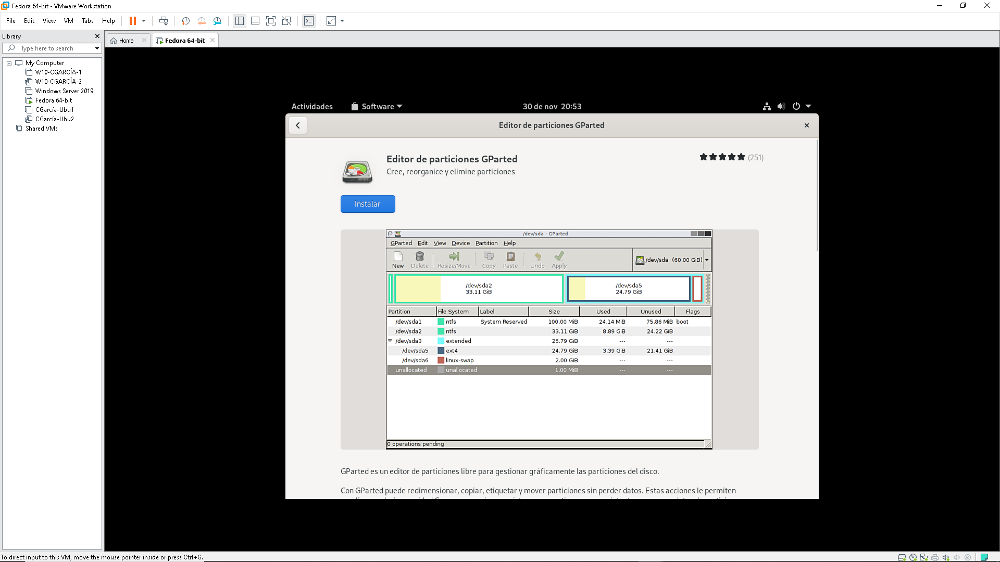 Fedora 64-bit - VMware Workstation
File Edit View VM Tabs Help
Library
Type here to search
My Computer
W10-CGARCÍA-1
W10-CGARCÍA-2
Windows Server 2019
Fedora 64-bit
CGarcía-Ubu1
CGarcía-Ubu2
Shared VMs
Home
Fedora 64-bit
Actividades Software 30 de nov 20:53
Editor de particiones GParted
Editor de particiones GParted
(251)
Cree, reorganice y elimine particiones
Instalar
/dev/sda - GParted
GParted Edit View Device Partition Help
New Delete Resize/Move Copy Paste Undo Apply
/dev/sda (60.00 GiB)
/dev/sda2
33.11 GiB
/dev/sda5
24.79 GiB
Partition File System Label Size Used Unused Flags
/dev/sda1 ntfs System Reserved 100.00 MiB 24.14 MiB 75.86 MiB boot
/dev/sda2 ntfs 33.11 GiB 8.89 GiB 24.22 GiB
/dev/sda3 extended 26.79 GiB --- ---
/dev/sda5 ext4 24.79 GiB 3.39 GiB 21.41 GiB
/dev/sda6 linux-swap 2.00 GiB --- ---
unallocated unallocated 1.00 MiB --- ---
0 operations pending
GParted es un editor de particiones libre para gestionar gráficamente las particiones del disco.
Con GParted puede redimensionar, copiar, etiquetar y mover particiones sin perder datos. Estas acciones le permiten
To direct input to this VM, move the mouse pointer inside or press Ctrl+G.